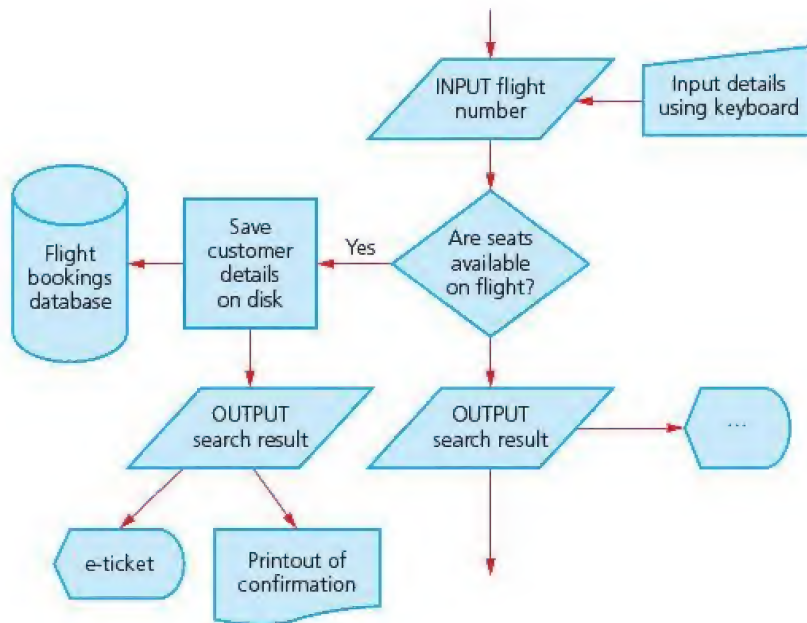 INPUT flight
number
Input details
using keyboard
Flight
bookings
database
Save
customer
details
on disk
Yes
Are seats
available
on flight?
OUTPUT
search result
OUTPUT
search result
...
e-ticket
Printout of
confirmation